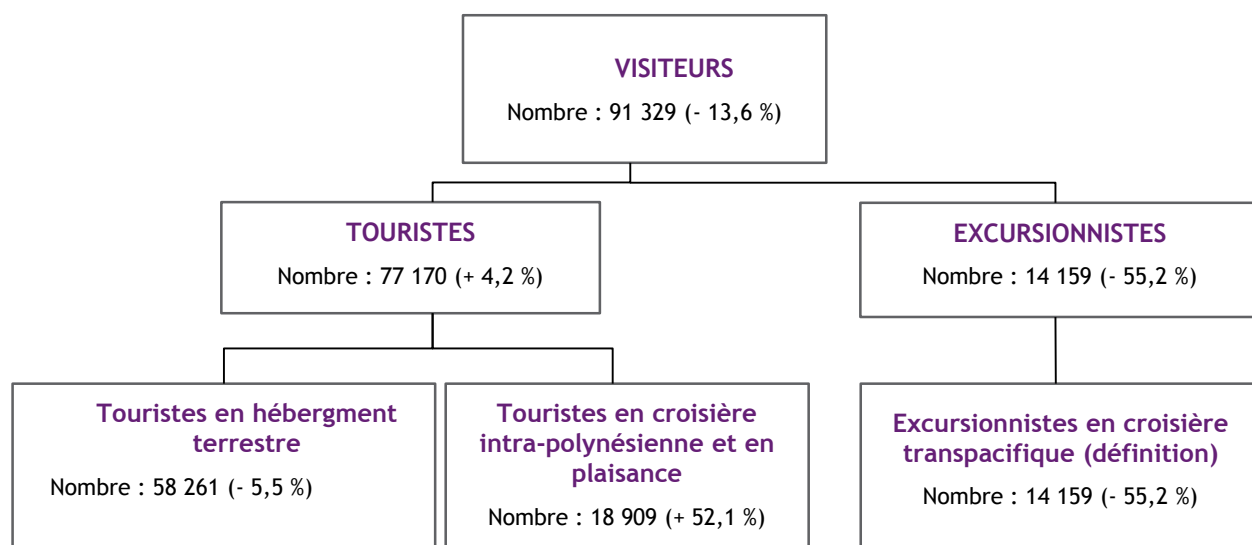 VISITEURS
Nombre : 91 329 (- 13,6 %)
TOURISTES
Nombre : 77 170 (+ 4,2 %)
EXCURSIONNISTES
Nombre : 14 159 (- 55,2 %)
Touristes en hébergment
terrestre
Nombre : 58 261 (- 5,5 %)
Touristes en croisière
intra-polynésienne et en
plaisance
Nombre : 18 909 (+ 52,1 %)
Excursionnistes en croisière
transpacifique (définition)
Nombre : 14 159 (- 55,2 %)